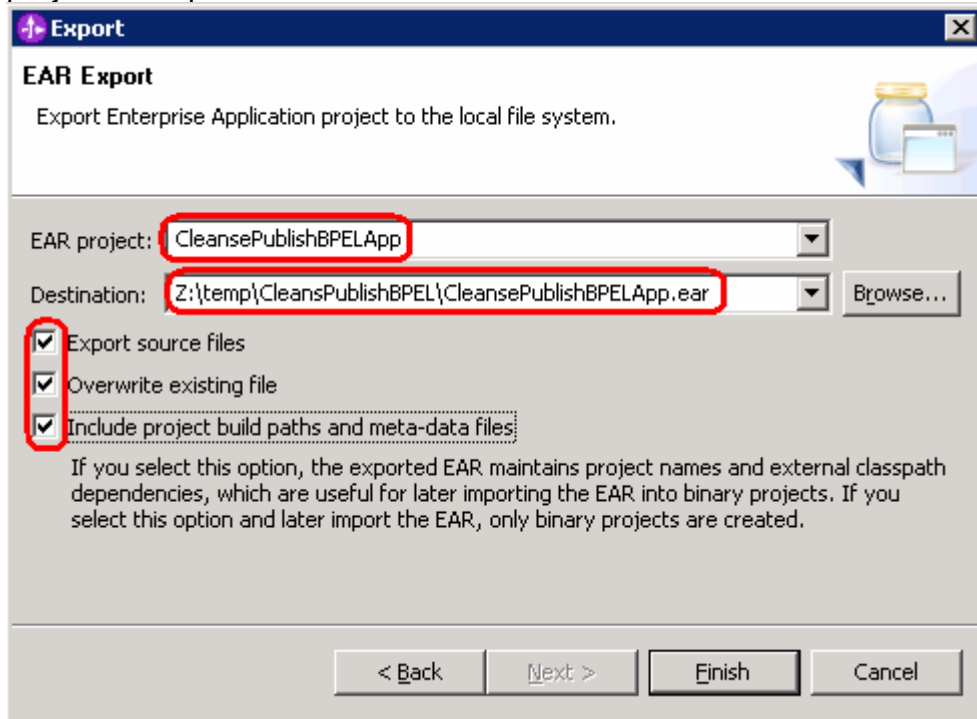 Export
EAR Export
Export Enterprise Application project to the local file system.
EAR project: CleansePublishBPELApp
Destination: Z:\temp\CleansPublishBPEL\CleansePublishBPELApp.ear Browse...
Export source files
Overwrite existing file
Include project build paths and meta-data files
If you select this option, the exported EAR maintains project names and external classpath
dependencies, which are useful for later importing the EAR into binary projects. If you
select this option and later import the EAR, only binary projects are created.
< Back Next > Finish Cancel